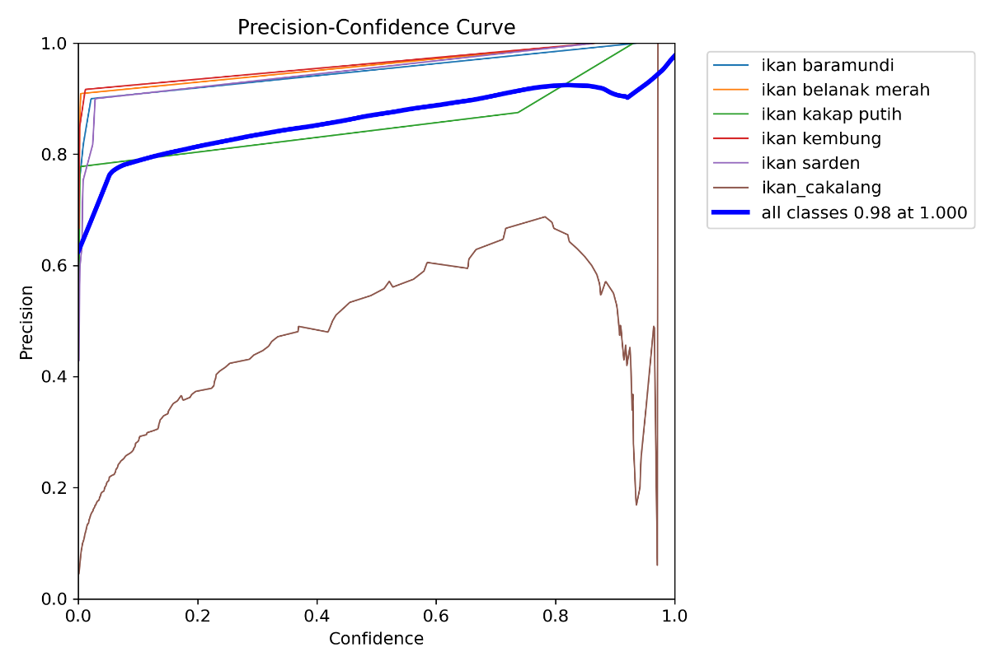 Precision-Confidence Curve
1.0
0.8
0.6
0.4
0.2
0.0
Precision
0.0 0.2 0.4 0.6 0.8 1.0
Confidence
ikan baramundi
ikan belanak merah
ikan kakap putih
ikan kembung
ikan sarden
ikan_cakalang
all classes 0.98 at 1.000